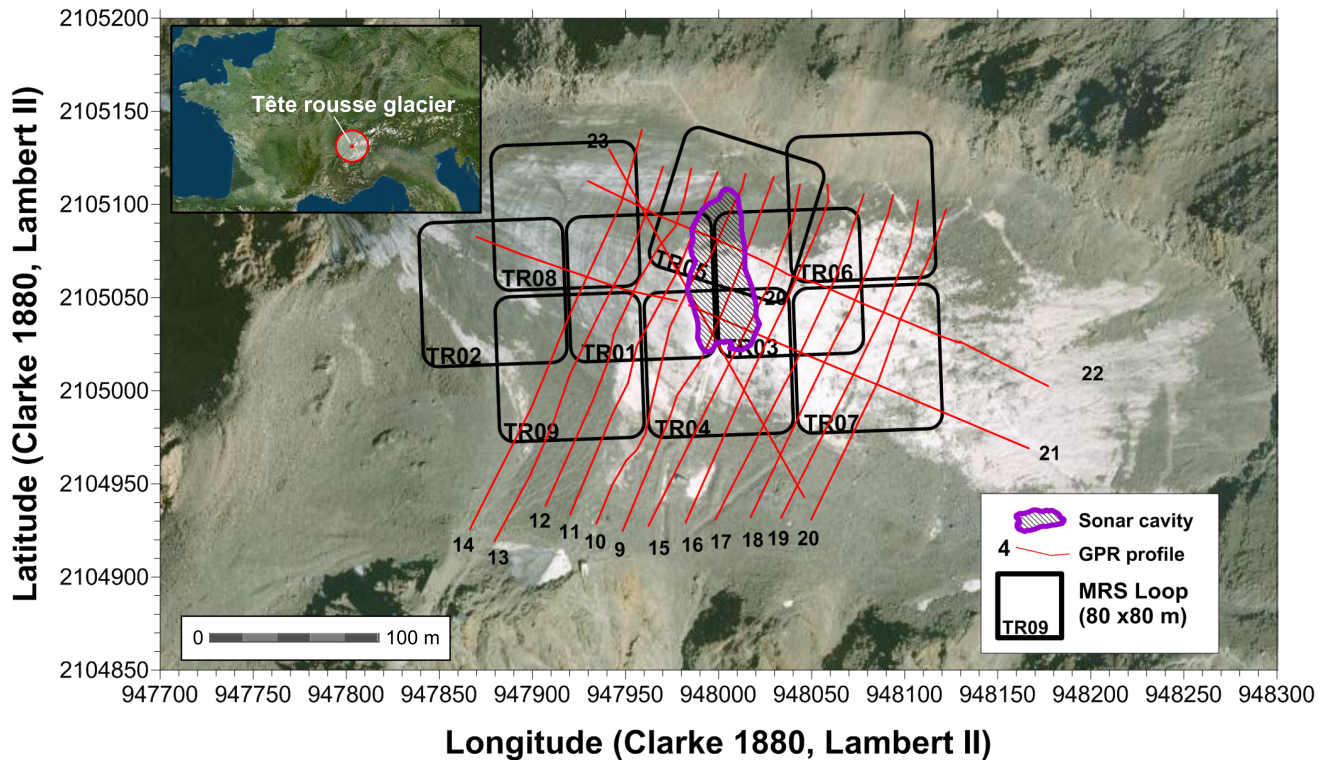 Latitude (Clarke 1880, Lambert II)
2105200
2105150
2105100
2105050
2105000
2104950
2104900
2104850
Tête rousse glacier
23
TR08
TR05
TR06
20
TR02
TR01
TR03
22
TR09
TR04
TR07
21
14
13
12
11
10
9
15
16
17
18
19
20
Sonar cavity
4
GPR profile
MRS Loop
(80 x80 m)
TR09
0
100 m
947700
947750
947800
947850
947900
947950
948000
948050
948100
948150
948200
948250
948300
Longitude (Clarke 1880, Lambert II)